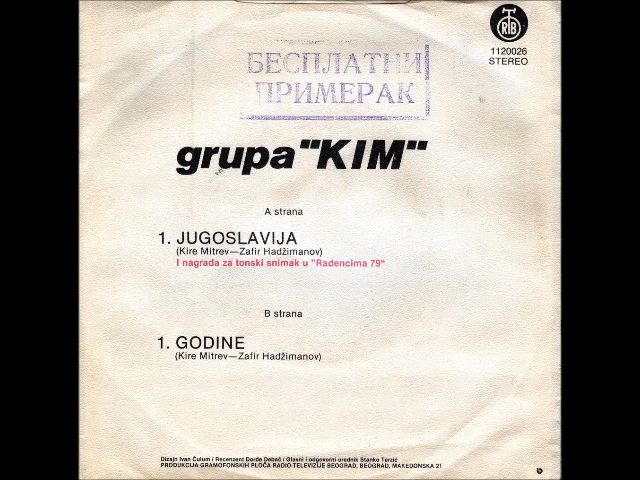 RTB
1120026
STEREO
БЕСПЛАТНИ
ПРИМЕРАК
grupa "KIM"
A strana
1. JUGOSLAVIJA
(Kire Mitrev—Zafir Hadžimanov)
I nagrada za tonski snimak u "Radencima 79"
B strana
1. GODINE
(Kire Mitrev—Zafir Hadžimanov)
Dizajn Ivan Ćulum / Recenzent Đorđe Debač / Glavni i odgovorni urednik Stanko Terzić
PRODUKCIJA GRAMOFONSKIH PLOČA RADIO-TELEVIZIJE BEOGRAD, BEOGRAD, MAKEDONSKA 21